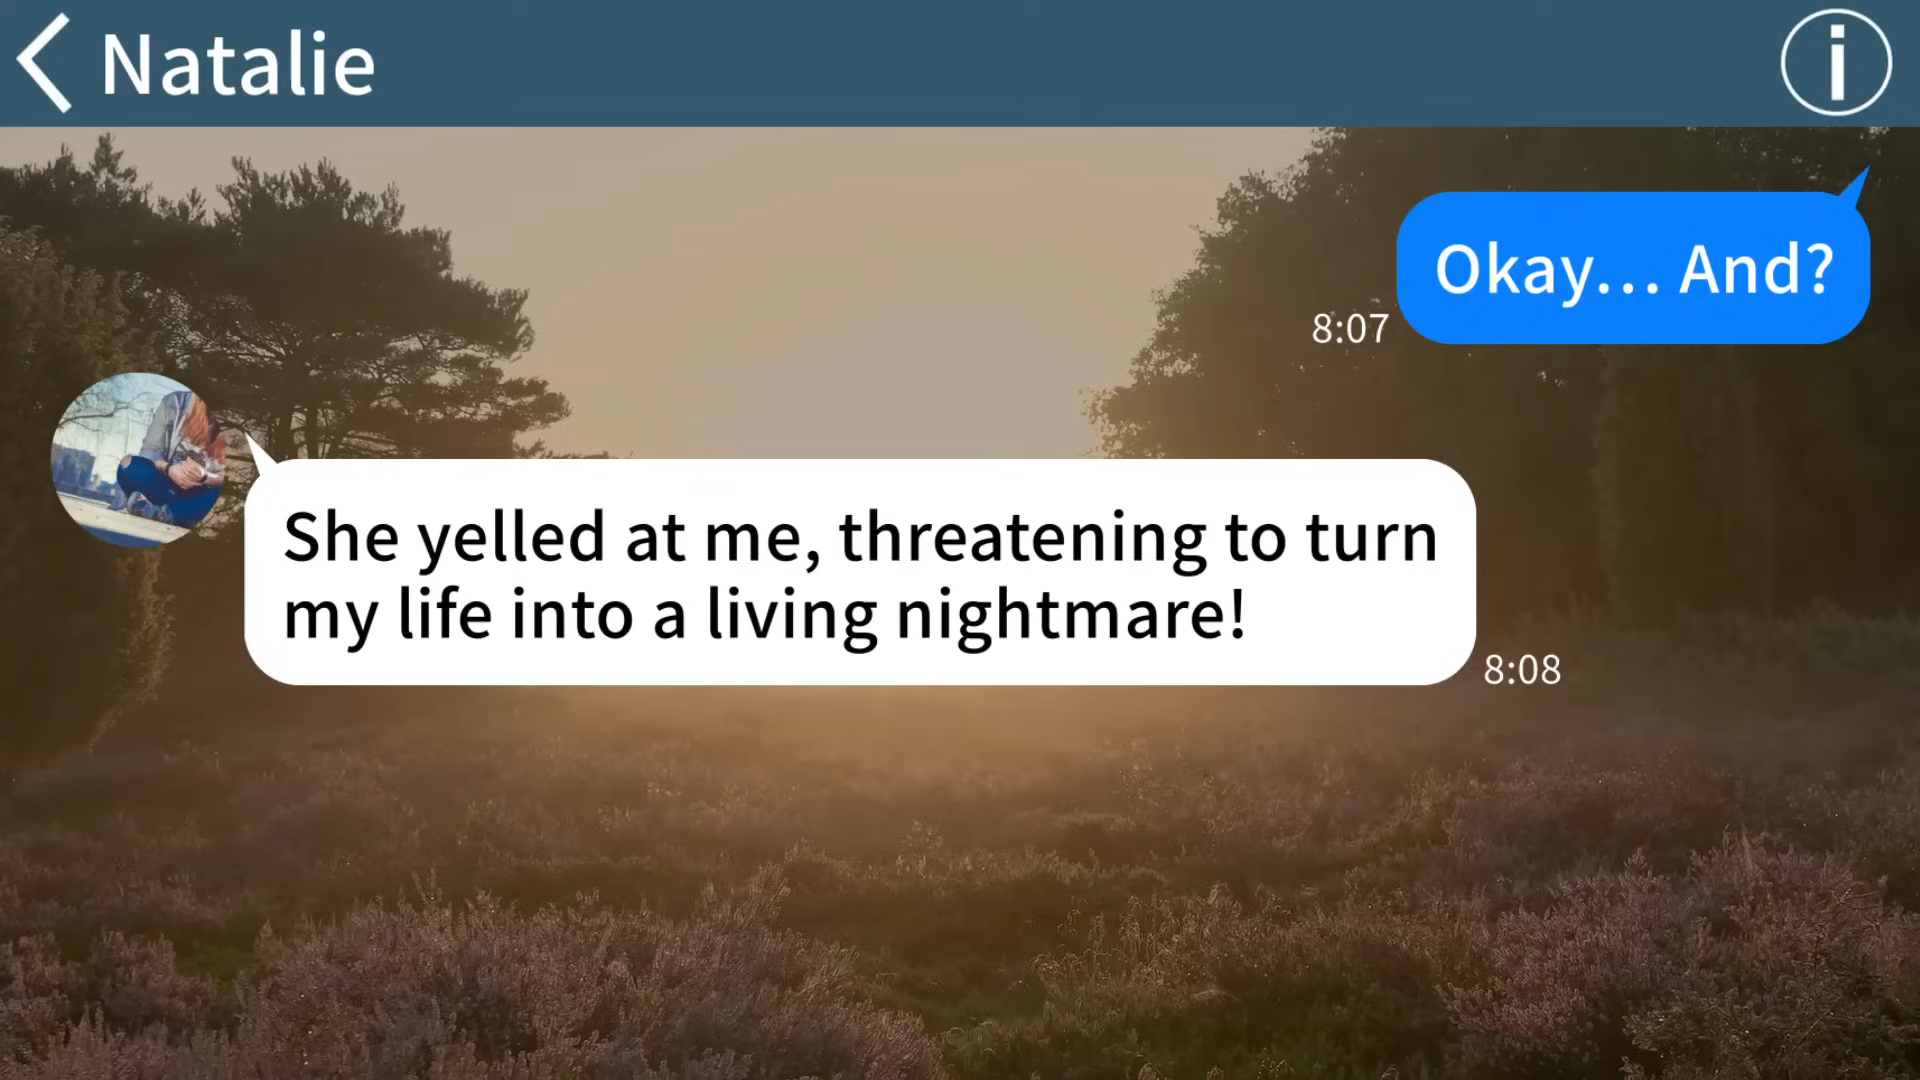 Natalie
Okay... And?
8:07
She yelled at me, threatening to turn
my life into a living nightmare!
8:08